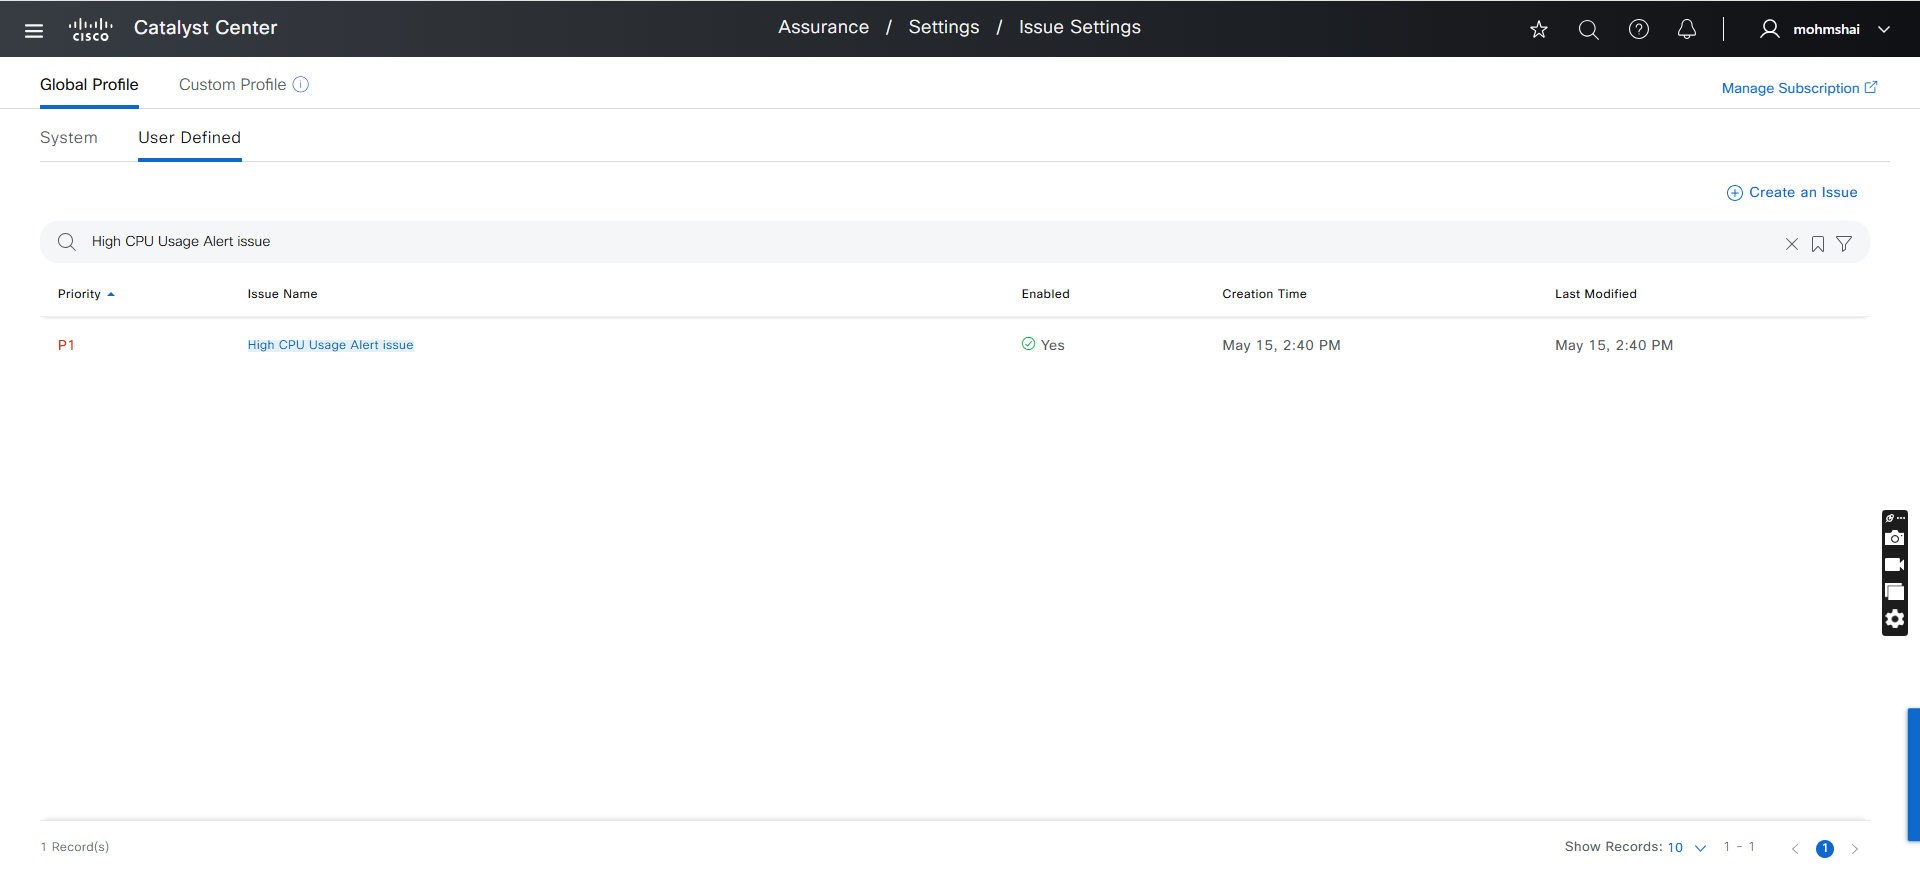 cisco Catalyst Center Assurance / Settings / Issue Settings mohmshai
Global Profile Custom Profile Manage Subscription
System User Defined
Create an Issue
High CPU Usage Alert issue
Priority Issue Name Enabled Creation Time Last Modified
P1 High CPU Usage Alert issue Yes May 15, 2:40 PM May 15, 2:40 PM
1 Record(s) Show Records: 10 1 - 1 1